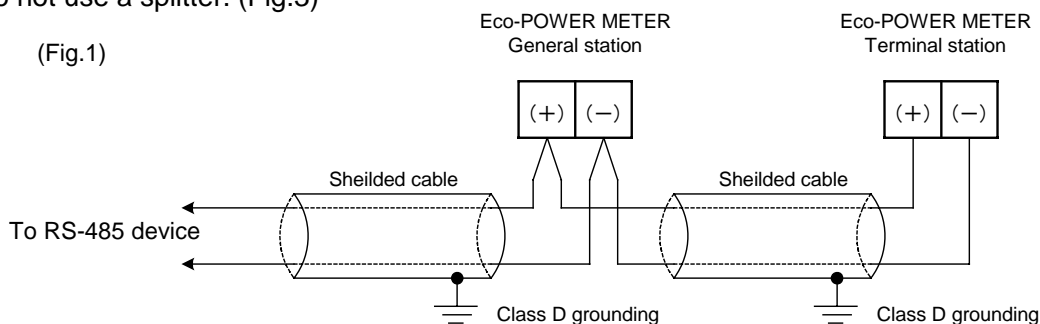 not use a splitter. (Fig.3)
(Fig.1)
Eco-POWER METER
General station
Eco-POWER METER
Terminal station
(+) (−)
(+) (−)
Sheilded cable
Sheilded cable
To RS-485 device
Class D grounding
Class D grounding